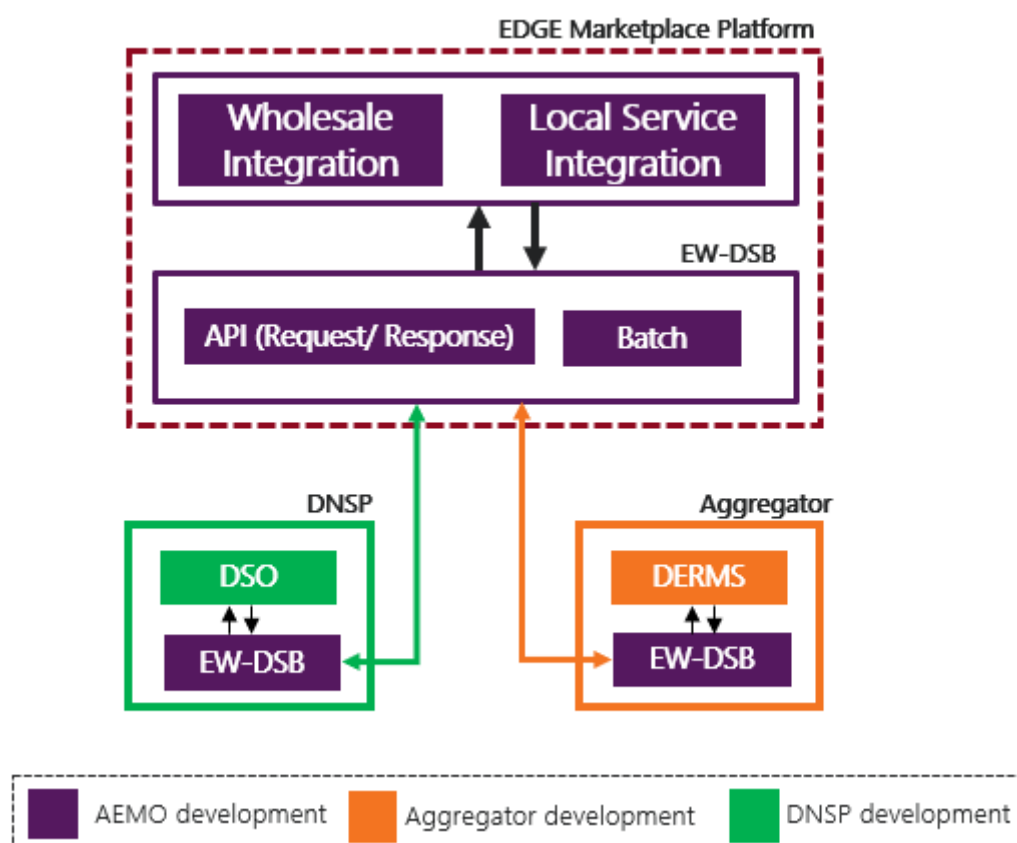 EDGE Marketplace Platform
Wholesale
Integration
Local Service
Integration
EW-DSB
API (Request/ Response)
Batch
DNSP
DSO
EW-DSB
Aggregator
DERMS
EW-DSB
AEMO development
Aggregator development
DNSP development